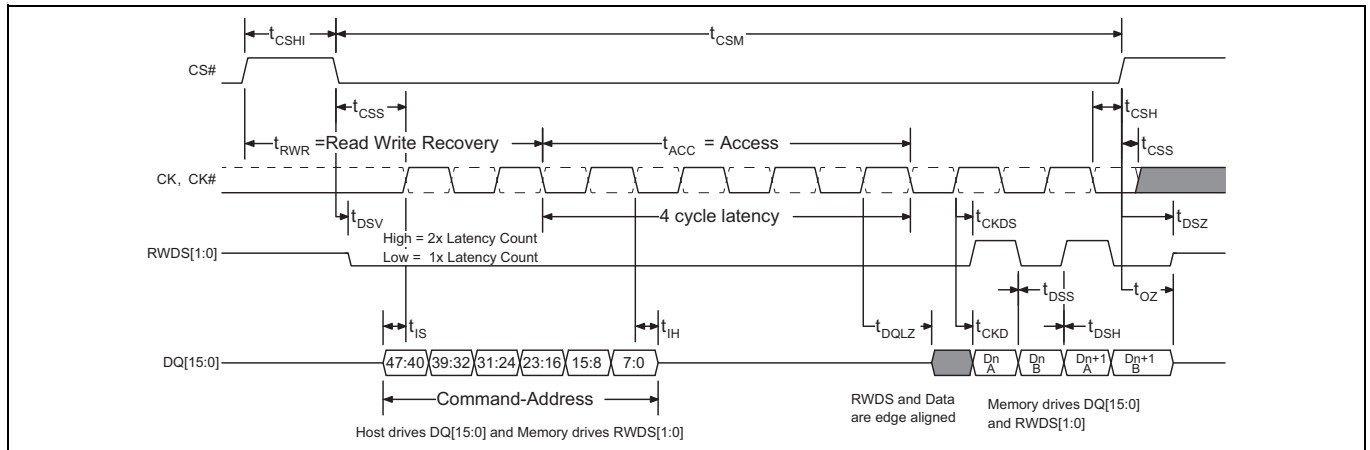 tCSHI
tCSM
CS#
tCSS
tCSH
tRWR =Read Write Recovery
tACC = Access
tCSS
CK, CK#
tDSV
4 cycle latency
tCKDS
tDSZ
High = 2x Latency Count
Low = 1x Latency Count
RWDS[1:0]
tDSS
tOZ
tIS
tIH
tDQLZ
tCKD
tDSH
DQ[15:0]
47:40 39:32 31:24 23:16 15:8 7:0
Dn A
Dn B
Dn+1 A
Dn+1 B
Command-Address
RWDS and Data
are edge aligned
Memory drives DQ[15:0]
and RWDS[1:0]
Host drives DQ[15:0] and Memory drives RWDS[1:0]